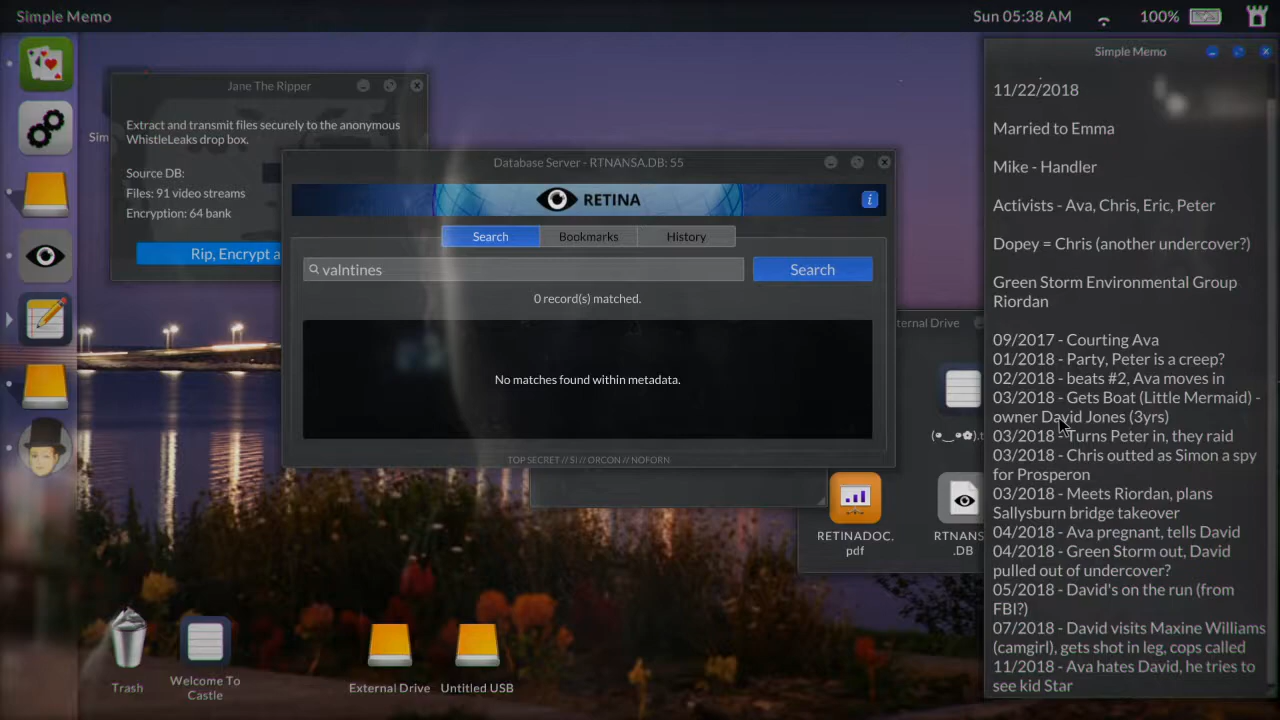 Simple Memo
Sun 05:38 AM
100%
Jane The Ripper
Extract and transmit files securely to the anonymous
WhistleLeaks drop box.
Source DB:
Files: 91 video streams
Encryption: 64 bank
Rip, Encrypt a
Sim
Database Server - RTNANSA.DB: 55
RETINA
i
Search
Bookmarks
History
valntines
Search
0 record(s) matched.
No matches found within metadata.
TOP SECRET // SI // ORCON // NOFORN
ternal Drive
(●‿●✿).t
RETINADOC.
pdf
RTNANS
.DB
Trash
Welcome To
Castle
External Drive
Untitled USB
Simple Memo
11/22/2018
Married to Emma
Mike - Handler
Activists - Ava, Chris, Eric, Peter
Dopey = Chris (another undercover?)
Green Storm Environmental Group
Riordan
09/2017 - Courting Ava
01/2018 - Party, Peter is a creep?
02/2018 - beats #2, Ava moves in
03/2018 - Gets Boat (Little Mermaid) -
owner David Jones (3yrs)
03/2018 - Turns Peter in, they raid
03/2018 - Chris outted as Simon a spy
for Prosperon
03/2018 - Meets Riordan, plans
Sallysburn bridge takeover
04/2018 - Ava pregnant, tells David
04/2018 - Green Storm out, David
pulled out of undercover?
05/2018 - David's on the run (from
FBI?)
07/2018 - David visits Maxine Williams
(camgirl), gets shot in leg, cops called
11/2018 - Ava hates David, he tries to
see kid Star